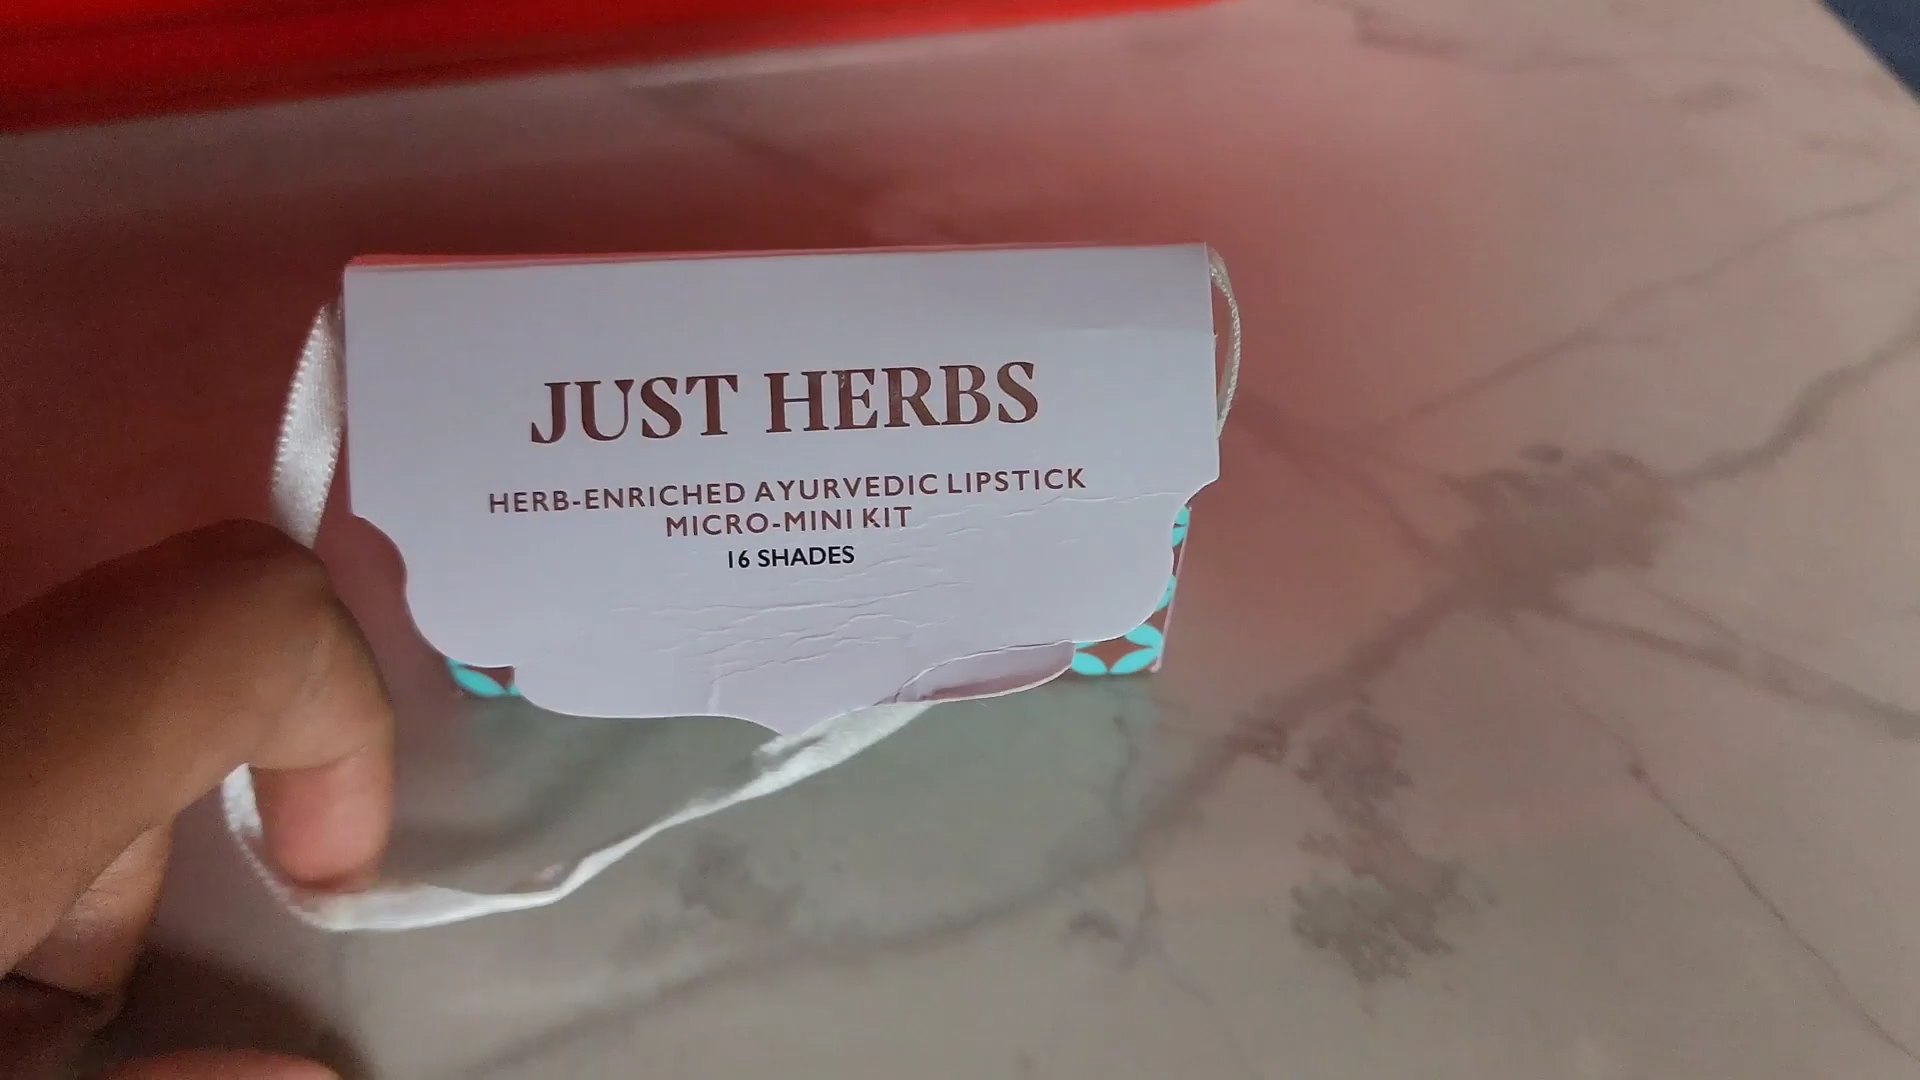 JUST HERBS
HERB-ENRICHED AYURVEDIC LIPSTICK
MICRO-MINI KIT
16 SHADES